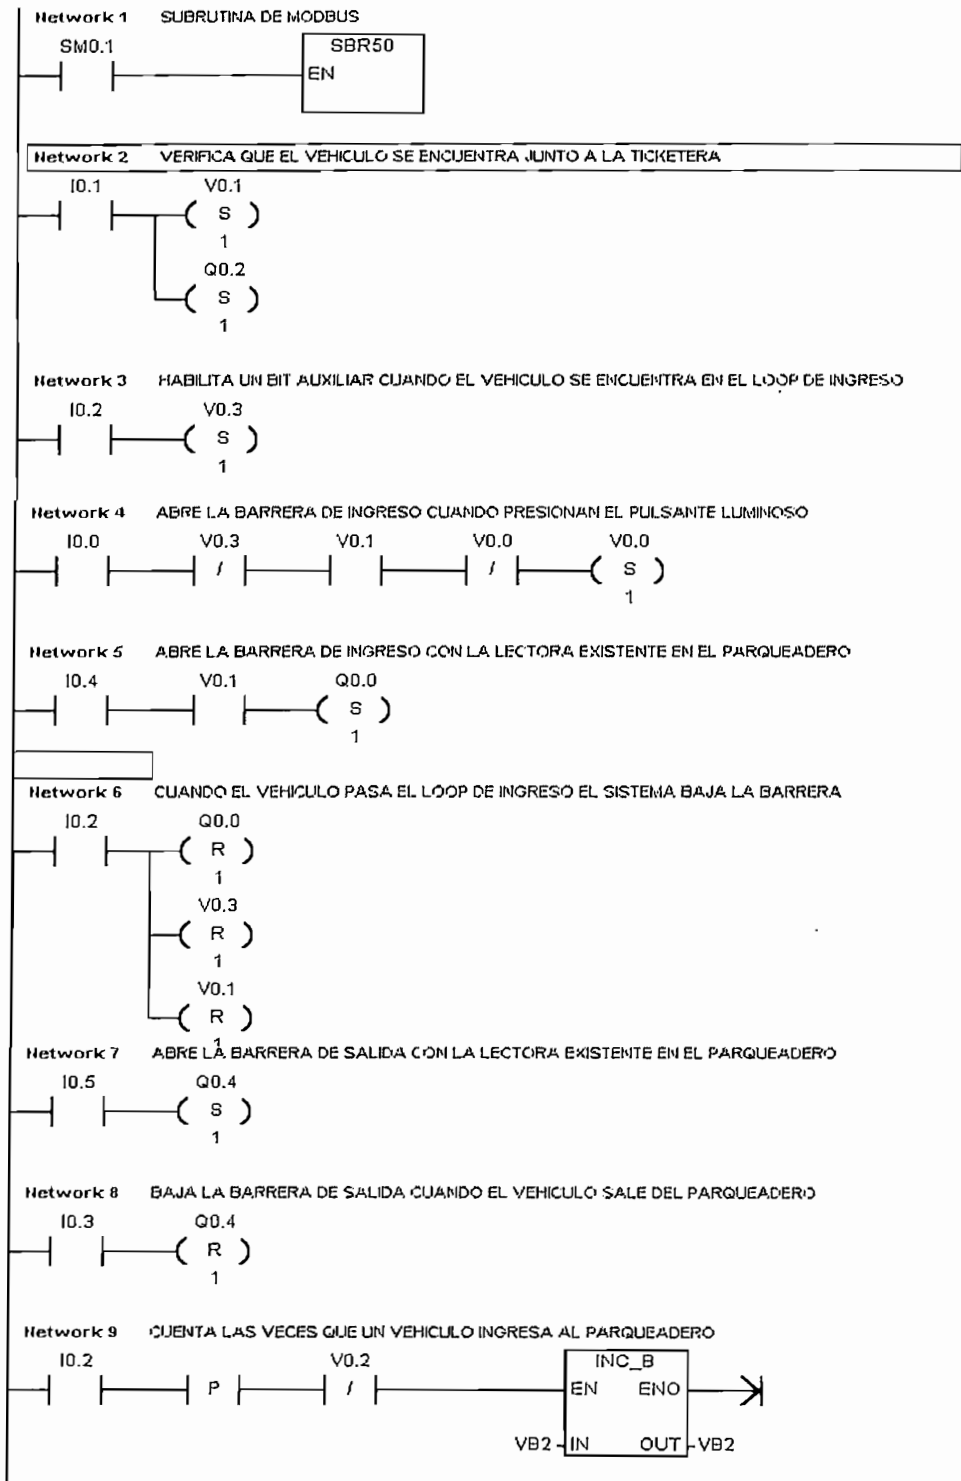 Network 1 SUBRUTINA DE MODBUS
SM0.1
SBR50
EN
Network 2 VERIFICA QUE EL VEHICULO SE ENCUENTRA JUNTO A LA TICKETERA
I0.1 V0.1
S
1
Q0.2
S
1
Network 3 HABILITA UN BIT AUXILIAR CUANDO EL VEHICULO SE ENCUENTRA EN EL LOOP DE INGRESO
I0.2 V0.3
S
1
Network 4 ABRE LA BARRERA DE INGRESO CUANDO PRESIONAN EL PULSANTE LUMINOSO
I0.0 V0.3 V0.1 V0.0 V0.0
/ / S
1
Network 5 ABRE LA BARRERA DE INGRESO CON LA LECTORA EXISTENTE EN EL PARQUEADERO
I0.4 V0.1 Q0.0
S
1
Network 6 CUANDO EL VEHICULO PASA EL LOOP DE INGRESO EL SISTEMA BAJA LA BARRERA
I0.2 Q0.0
R
1
V0.3
R
1
V0.1
R
1
Network 7 ABRE LA BARRERA DE SALIDA CON LA LECTORA EXISTENTE EN EL PARQUEADERO
I0.5 Q0.4
S
1
Network 8 BAJA LA BARRERA DE SALIDA CUANDO EL VEHICULO SALE DEL PARQUEADERO
I0.3 Q0.4
R
1
Network 9 CUENTA LAS VECES QUE UN VEHICULO INGRESA AL PARQUEADERO
I0.2 V0.2 INC_B
P / EN ENO
VB2 IN OUT VB2